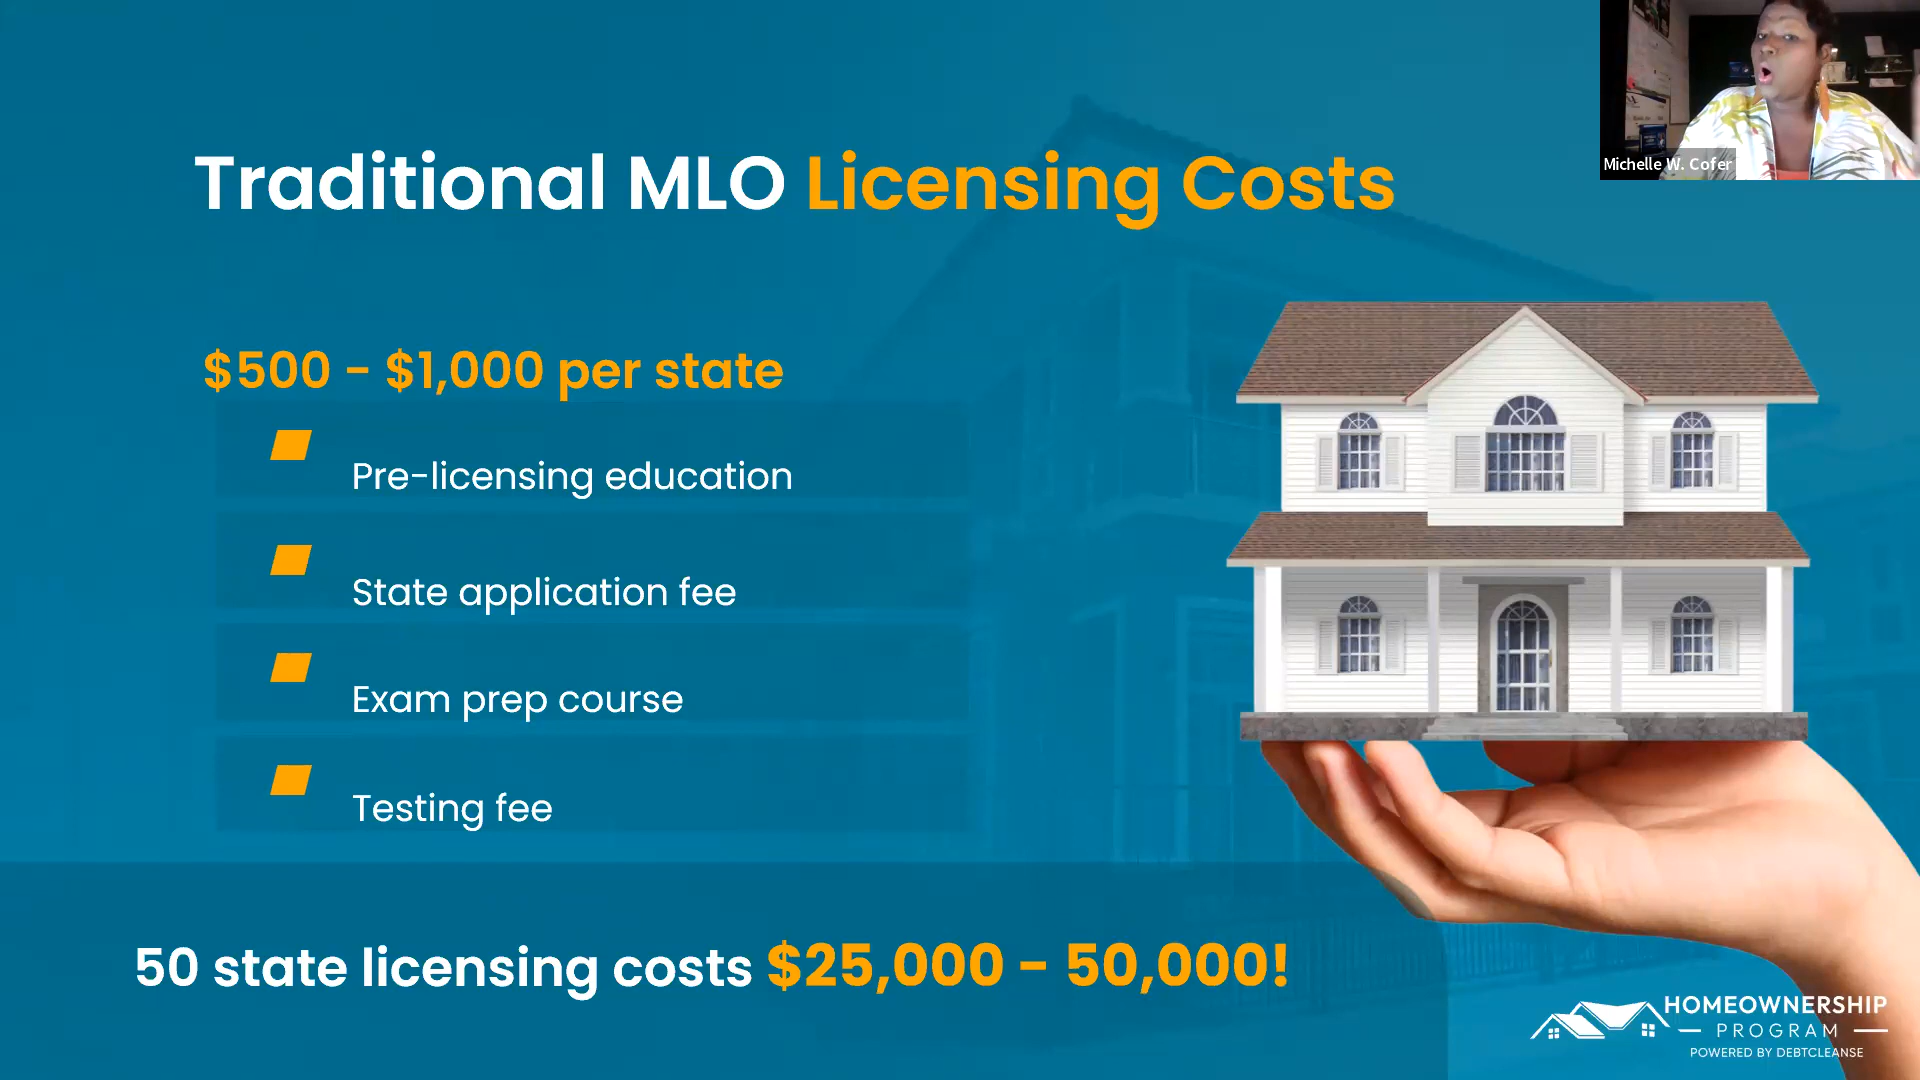 Michelle W. Cofer
Traditional MLO Licensing Costs
$500 - $1,000 per state
Pre-licensing education
State application fee
Exam prep course
Testing fee
50 state licensing costs $25,000 - 50,000!
HOMEOWNERSHIP
PROGRAM
POWERED BY DEBTCLEANSE